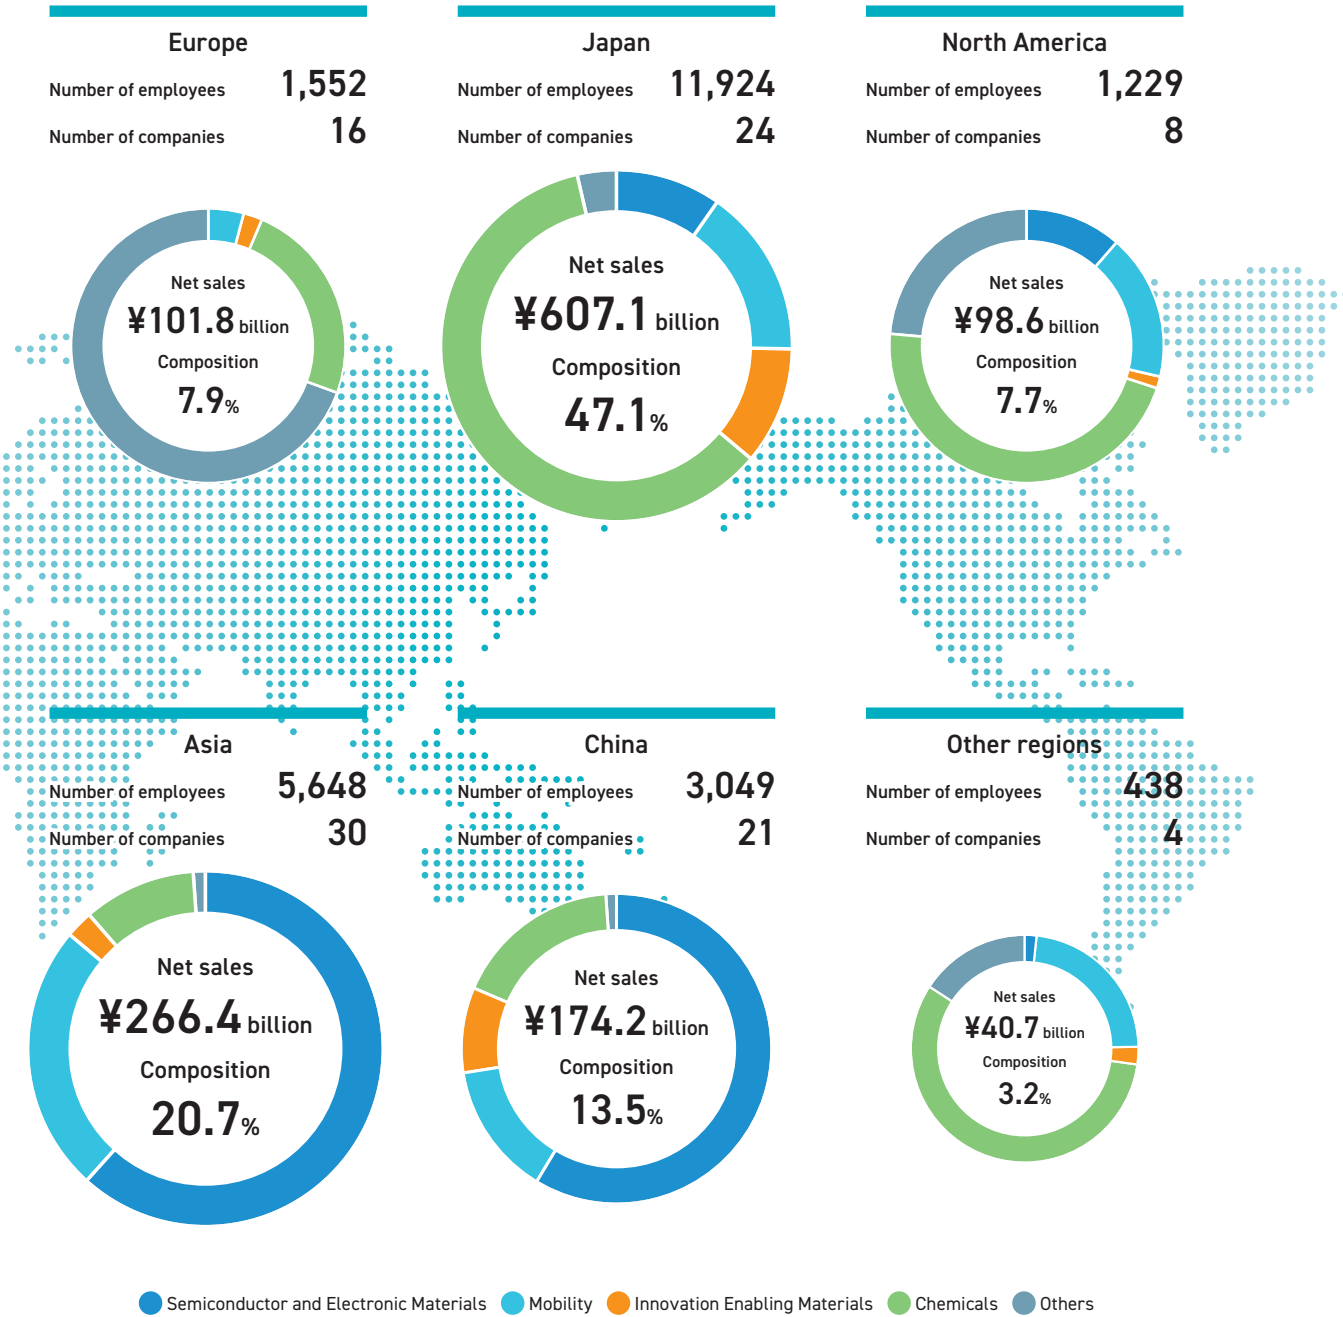 Europe
Number of employees 1,552
Number of companies 16
Net sales
¥101.8 billion
Composition
7.9%
Japan
Number of employees 11,924
Number of companies 24
Net sales
¥607.1 billion
Composition
47.1%
North America
Number of employees 1,229
Number of companies 8
Net sales
¥98.6 billion
Composition
7.7%
Asia
Number of employees 5,648
Number of companies 30
Net sales
¥266.4 billion
Composition
20.7%
China
Number of employees 3,049
Number of companies 21
Net sales
¥174.2 billion
Composition
13.5%
Other regions
Number of employees 438
Number of companies 4
Net sales
¥40.7 billion
Composition
3.2%
Semiconductor and Electronic Materials Mobility Innovation Enabling Materials Chemicals Others